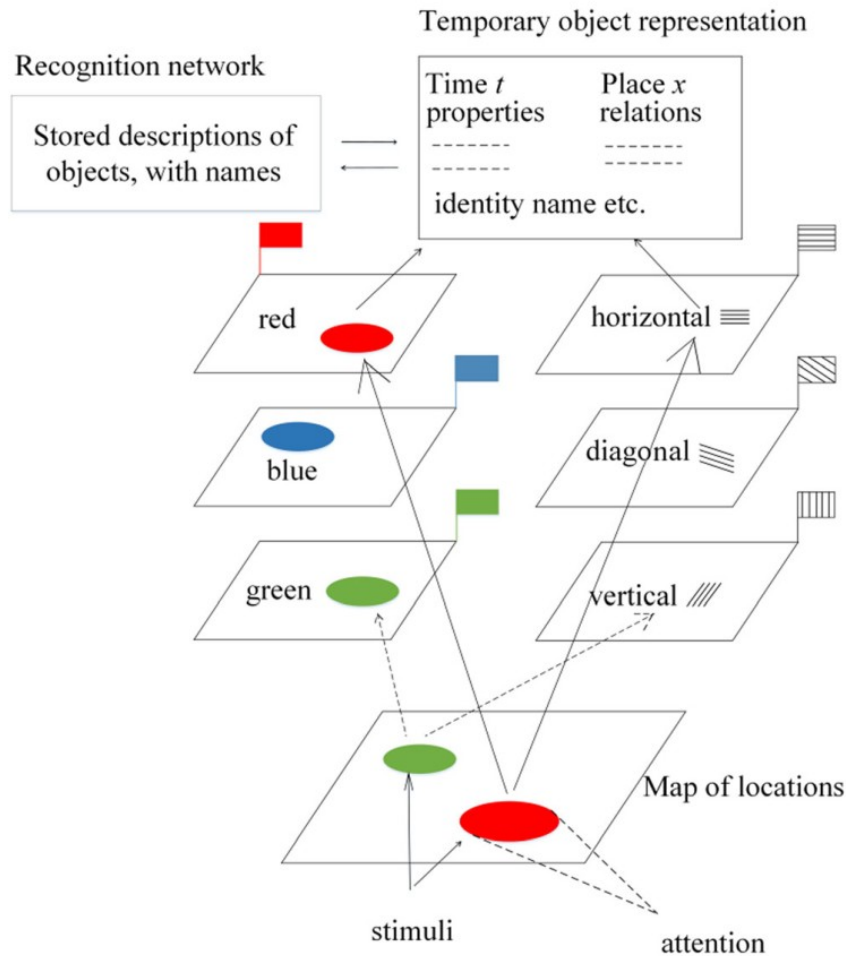 Temporary object representation
Recognition network
Time t
properties
Place x
relations
Stored descriptions of
objects, with names
identity name etc.
red
horizontal
blue
diagonal
green
vertical
Map of locations
stimuli
attention